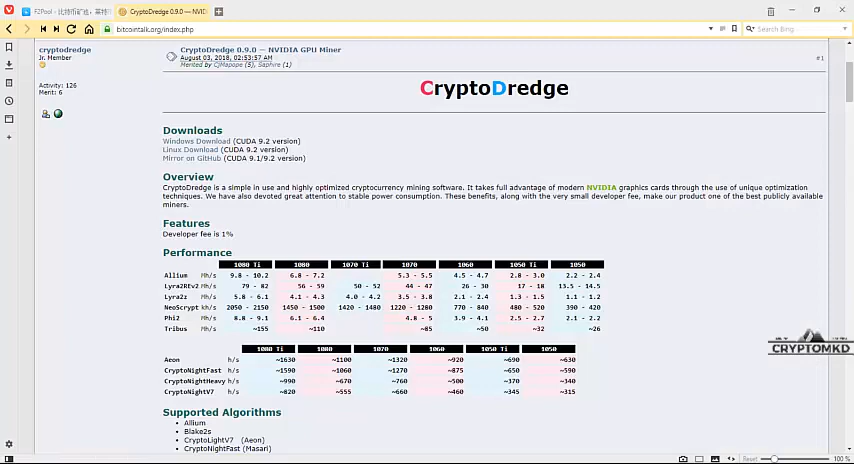 F2Pool - 比特币矿池，莱特币
CryptoDredge 0.9.0 — NVIDI
bitcointalk.org/index.php
Search Bing
cryptodredge
Jr. Member
Activity: 126
Merit: 6
CryptoDredge 0.9.0 — NVIDIA GPU Miner
August 03, 2018, 02:53:57 AM
Merited by CjMapope (5), Saphire (1)
#1
CryptoDredge
Downloads
Windows Download (CUDA 9.2 version)
Linux Download (CUDA 9.2 version)
Mirror on GitHub (CUDA 9.1/9.2 version)
Overview
CryptoDredge is a simple in use and highly optimized cryptocurrency mining software. It takes full advantage of modern NVIDIA graphics cards through the use of unique optimization
techniques. We have also devoted great attention to stable power consumption. These benefits, along with the very small developer fee, make our product one of the best publicly available
miners.
Features
Developer fee is 1%
Performance
1080 Ti 1080 1070 Ti 1070 1060 1050 Ti 1050
Allium Mh/s 9.8 - 10.2 6.8 - 7.2 5.3 - 5.5 4.5 - 4.7 2.8 - 3.0 2.2 - 2.4
Lyra2REv2 Mh/s 79 - 82 56 - 59 50 - 52 44 - 47 26 - 30 17 - 18 13.5 - 14.5
Lyra2z Mh/s 5.8 - 6.1 4.1 - 4.3 4.0 - 4.2 3.5 - 3.8 2.1 - 2.4 1.3 - 1.5 1.1 - 1.2
NeoScrypt kh/s 2050 - 2150 1450 - 1500 1420 - 1480 1220 - 1280 770 - 840 480 - 520 390 - 420
Phi2 Mh/s 8.8 - 9.1 6.1 - 6.4 4.8 - 5 3.9 - 4.1 2.5 - 2.7 2.1 - 2.2
Tribus Mh/s ~155 ~110 ~85 ~50 ~32 ~26
1080 Ti 1080 1070 1060 1050 Ti 1050
Aeon h/s ~1630 ~1100 ~1320 ~920 ~690 ~630
CryptoNightFast h/s ~1590 ~1060 ~1270 ~875 ~650 ~590
CryptoNightHeavy h/s ~990 ~670 ~760 ~500 ~370 ~340
CryptoNightV7 h/s ~820 ~555 ~660 ~460 ~345 ~315
CRYPTOMKD
Supported Algorithms
Allium
Blake2s
CryptoLightV7 (Aeon)
CryptoNightFast (Masari)
Reset
100 %